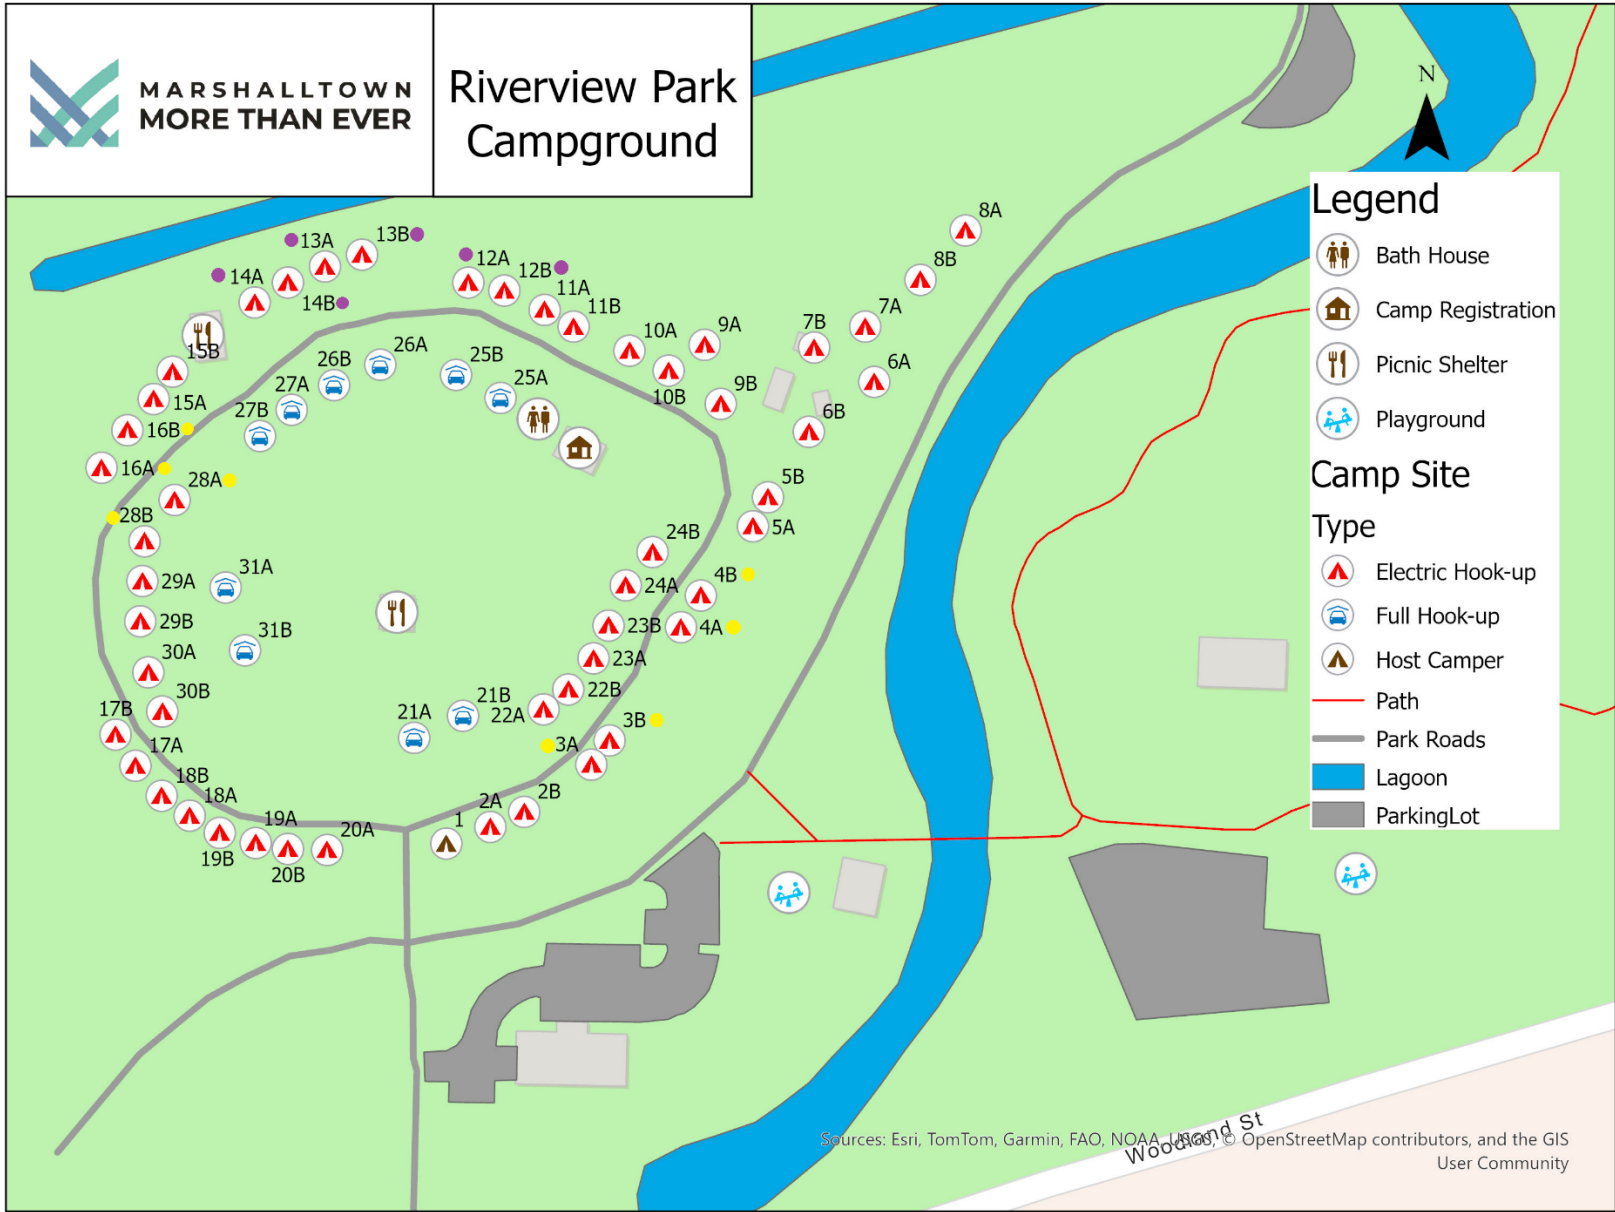 MARSHALLTOWN
MORE THAN EVER
Riverview Park
Campground
N
Legend
Bath House
Camp Registration
Picnic Shelter
Playground
Camp Site
Type
Electric Hook-up
Full Hook-up
Host Camper
Path
Park Roads
Lagoon
ParkingLot
8A
8B
13A
13B
12A
12B
14A
14B
11A
11B
7A
7B
10A
9A
10B
9B
6A
6B
15B
15A
26B
26A
25B
25A
27A
27B
16B
16A
28A
28B
5B
5A
24B
24A
4B
4A
29A
31A
29B
31B
23B
23A
30A
30B
22B
22A
21B
21A
17B
17A
3B
3A
18B
18A
19A
19B
20A
20B
1
2A
2B
Woodland St
Sources: Esri, TomTom, Garmin, FAO, NOAA, USGS, © OpenStreetMap contributors, and the GIS
User Community